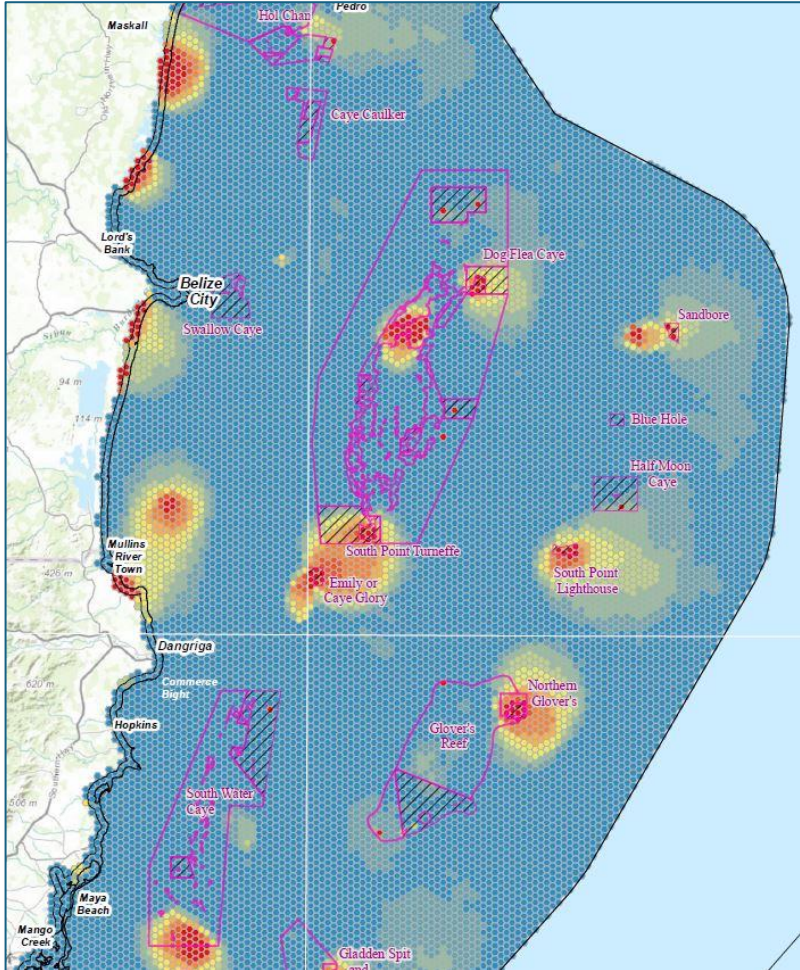 Pedro
Hol Chan
Maskall
Caye Caulker
Lord's
Bank
Belize
City
Swallow Caye
Dog Flea Caye
Sandbore
94 m
114 m
Blue Hole
Half Moon
Caye
Mullins
River
Town
426 m
South Point Turneffe
Emily or
Caye Glory
South Point
Lighthouse
Dangriga
620 m
Commerce
Bight
Northern
Glover's
Hopkins
Glover's
Reef
South Water
Caye
506 m
Maya
Beach
Mango
Creek
Gladden Spit
and